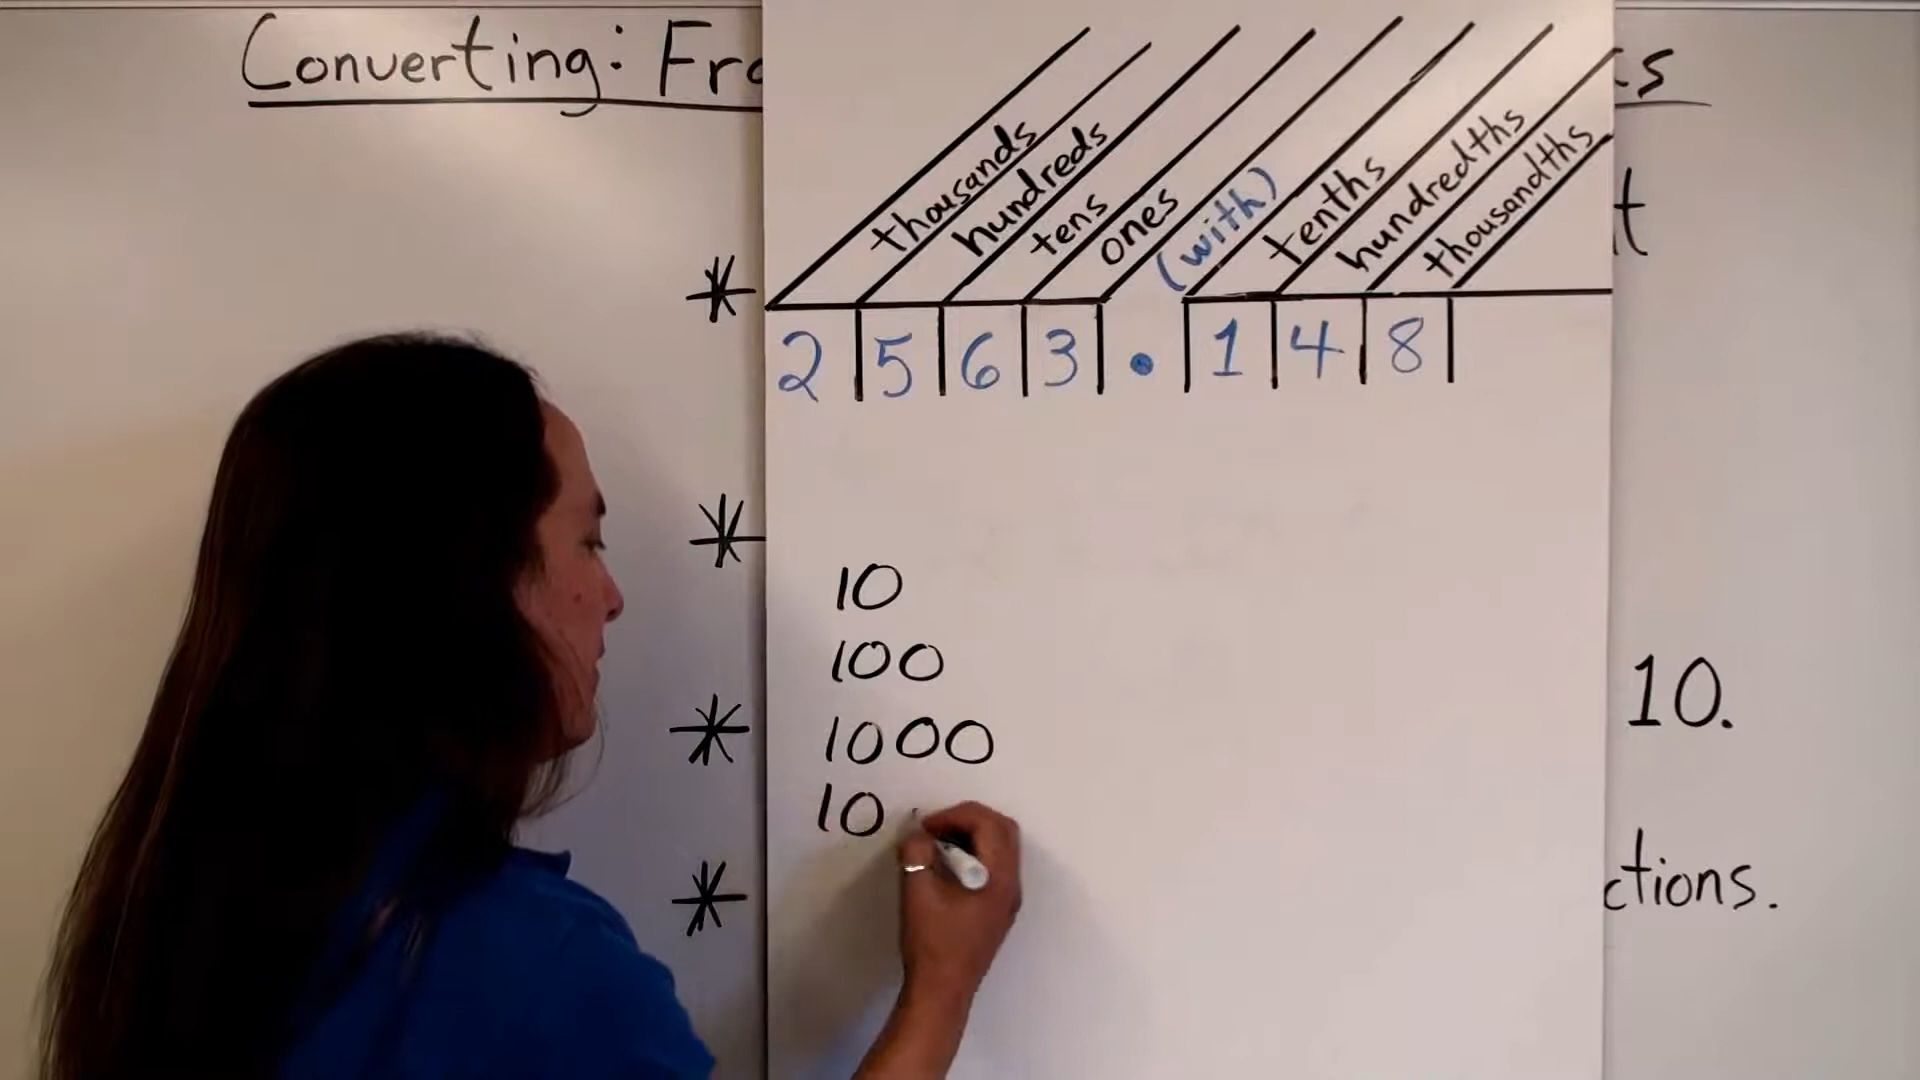 Converting: Fra s
thousands hundreds tens ones (with) tenths hundredths thousandths
t
* 2 5 6 3 . 1 4 8
*
10
100
* 1000 10.
10
* ctions.